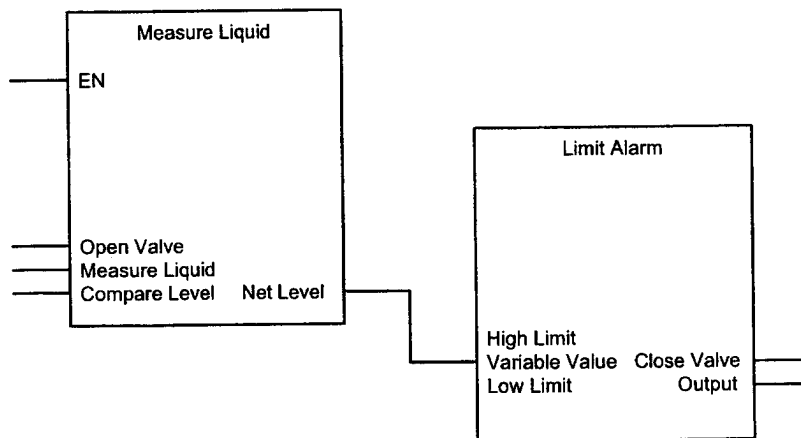 Measure Liquid
EN
Open Valve
Measure Liquid
Compare Level Net Level
Limit Alarm
High Limit
Variable Value Close Valve
Low Limit Output